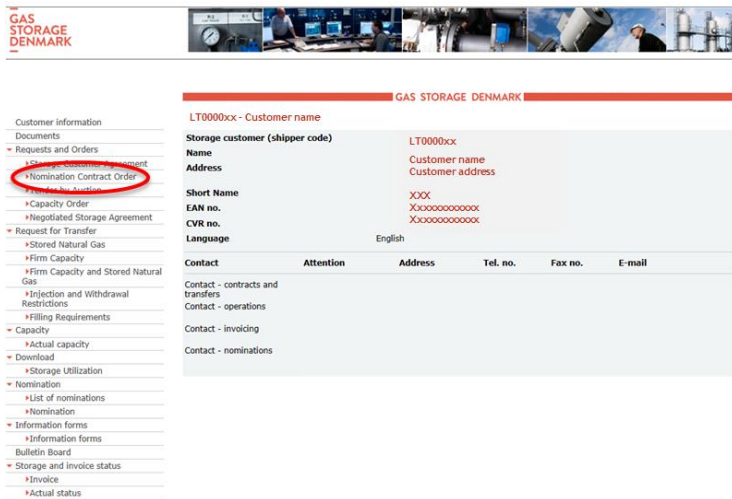 GAS
STORAGE
DENMARK
GAS STORAGE DENMARK
LT0000xx - Customer name
Customer information
Documents
Requests and Orders
Storage Customer Agreement
Nomination Contract Order
Tender by Auction
Capacity Order
Negotiated Storage Agreement
Request for Transfer
Stored Natural Gas
Firm Capacity
Firm Capacity and Stored Natural
Gas
Injection and Withdrawal
Restrictions
Filling Requirements
Capacity
Actual capacity
Download
Storage Utilization
Nomination
List of nominations
Nomination
Information forms
Information forms
Bulletin Board
Storage and invoice status
Invoice
Actual status
Storage customer (shipper code) LT0000xx
Name Customer name
Address Customer address
Short Name XXX
EAN no. Xxxxxxxxxxxx
CVR no. Xxxxxxxxxxxx
Language English
Contact Attention Address Tel. no. Fax no. E-mail
Contact - contracts and
transfers
Contact - operations
Contact - invoicing
Contact - nominations